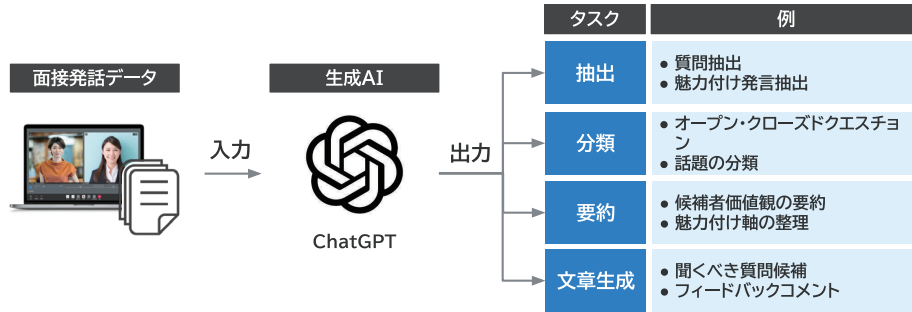 面接発話データ
入力
生成AI
ChatGPT
出力
タスク
例
抽出
● 質問抽出
● 魅力付け発言抽出
分類
● オープン・クローズドクエスチョ
ン
● 話題の分類
要約
● 候補者価値観の要約
● 魅力付け軸の整理
文章生成
● 聞くべき質問候補
● フィードバックコメント